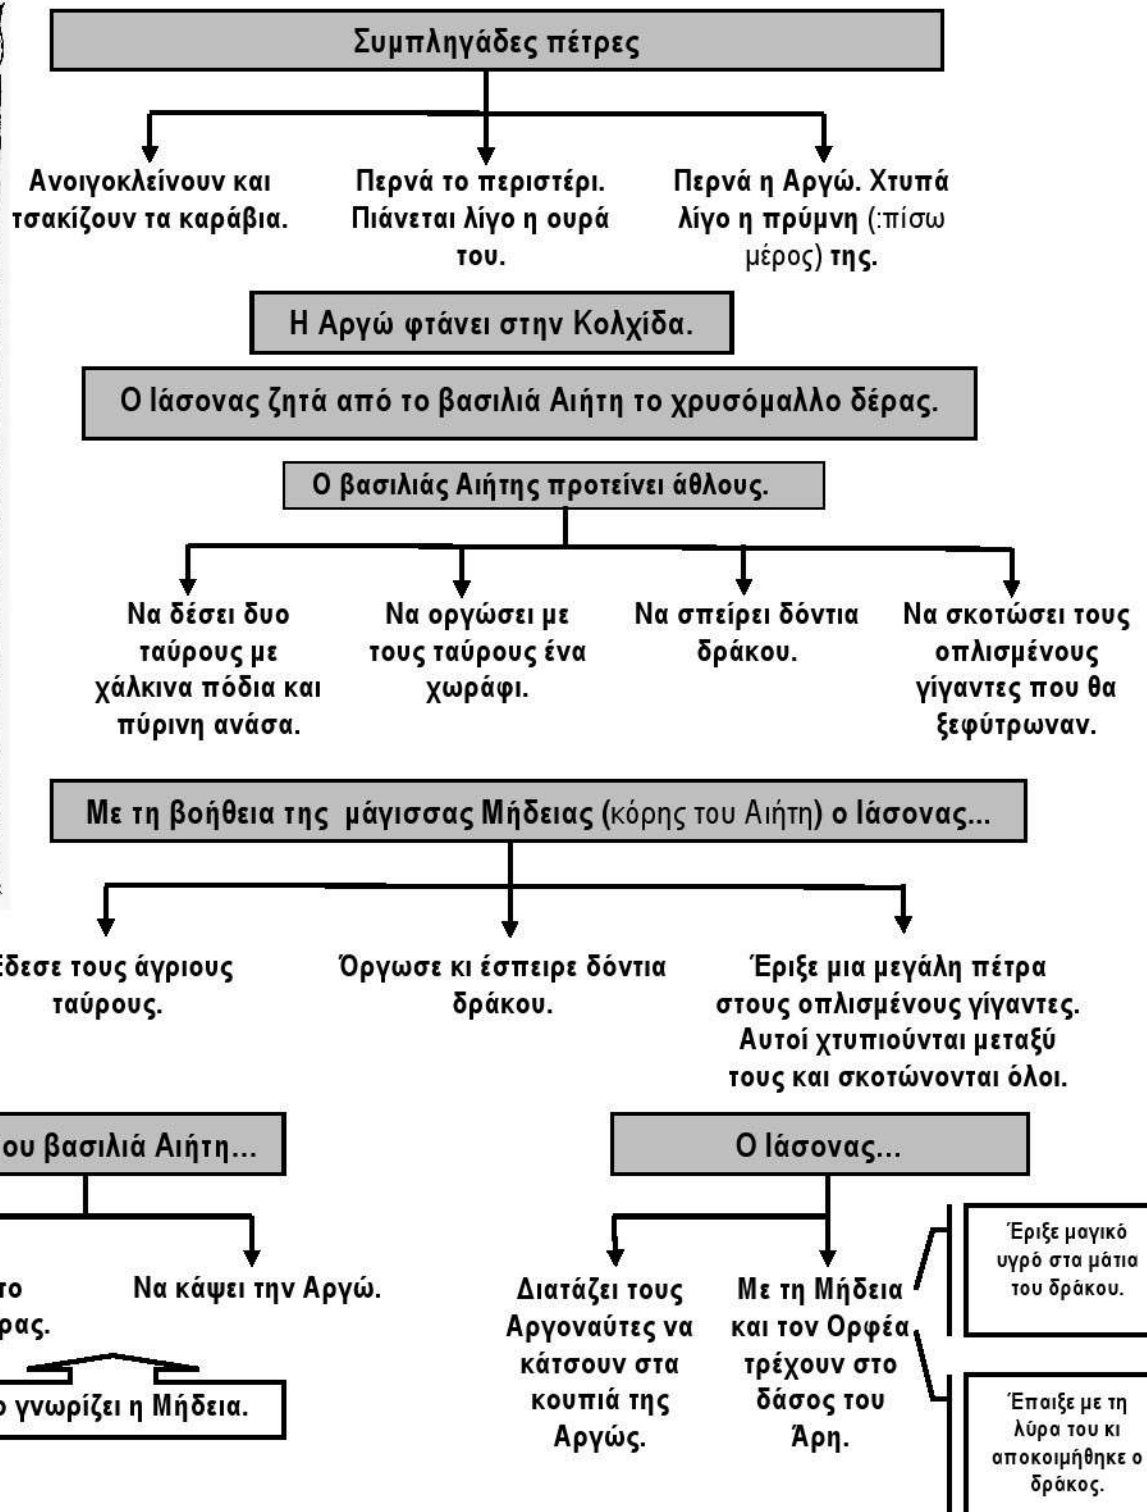 Συμπληγάδες πέτρες
Ανοιγοκλείνουν και
τσακίζουν τα καράβια.
Περνά το περιστέρι.
Πιάνεται λίγο η ουρά
του.
Περνά η Αργώ. Χτυπά
λίγο η πρύμνη (:πίσω
μέρος) της.
Η Αργώ φτάνει στην Κολχίδα.
Ο Ιάσονας ζητά από το βασιλιά Αιήτη το χρυσόμαλλο δέρας.
Ο βασιλιάς Αιήτης προτείνει άθλους.
Να δέσει δυο
ταύρους με
χάλκινα πόδια και
πύρινη ανάσα.
Να οργώσει με
τους ταύρους ένα
χωράφι.
Να σπείρει δόντια
δράκου.
Να σκοτώσει τους
οπλισμένους
γίγαντες που θα
ξεφύτρωναν.
Με τη βοήθεια της μάγισσας Μήδειας (κόρης του Αιήτη) ο Ιάσονας...
τους άγριους
ταύρους.
Όργωσε κι έσπειρε δόντια
δράκου.
Έριξε μια μεγάλη πέτρα
στους οπλισμένους γίγαντες.
Αυτοί χτυπιούνται μεταξύ
τους και σκοτώνονται όλοι.
βασιλιά Αιήτη...
Να κάψει την Αργώ.
γνωρίζει η Μήδεια.
Ο Ιάσονας...
Διατάζει τους
Αργοναύτες να
κάτσουν στα
κουπιά της
Αργώς.
Με τη Μήδεια
και τον Ορφέα
τρέχουν στο
δάσος του
Άρη.
Έριξε μαγικό
υγρό στα μάτια
του δράκου.
Έπαιξε με τη
λύρα του κι
αποκοιμήθηκε ο
δράκος.